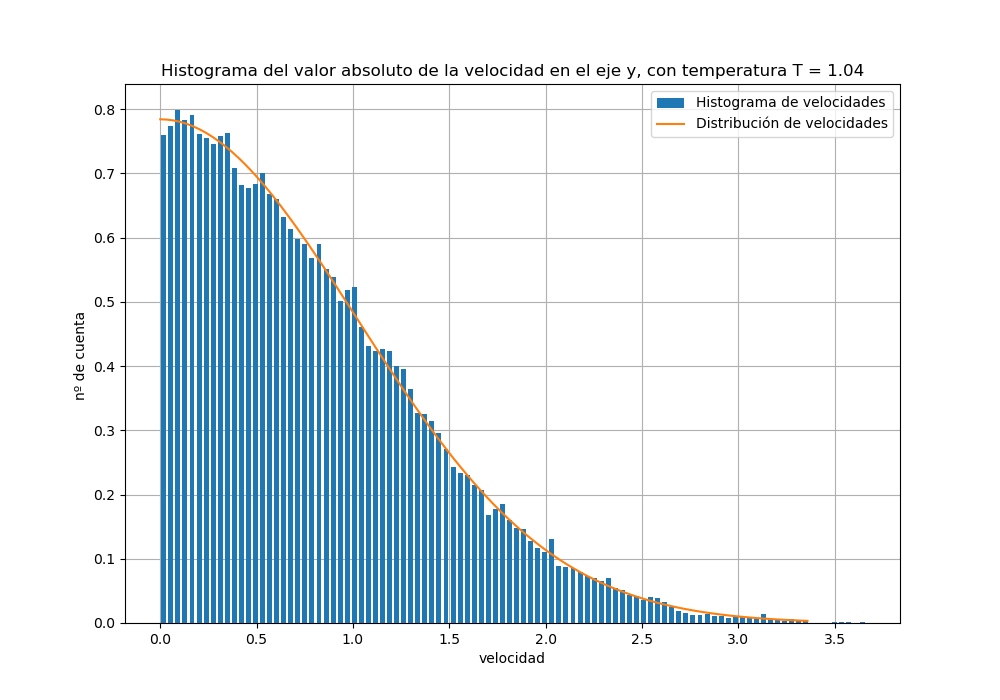 Histograma del valor absoluto de la velocidad en el eje y, con temperatura T = 1.04
Histograma de velocidades
Distribución de velocidades
nº de cuenta
0.8
0.7
0.6
0.5
0.4
0.3
0.2
0.1
0.0
0.0 0.5 1.0 1.5 2.0 2.5 3.0 3.5
velocidad